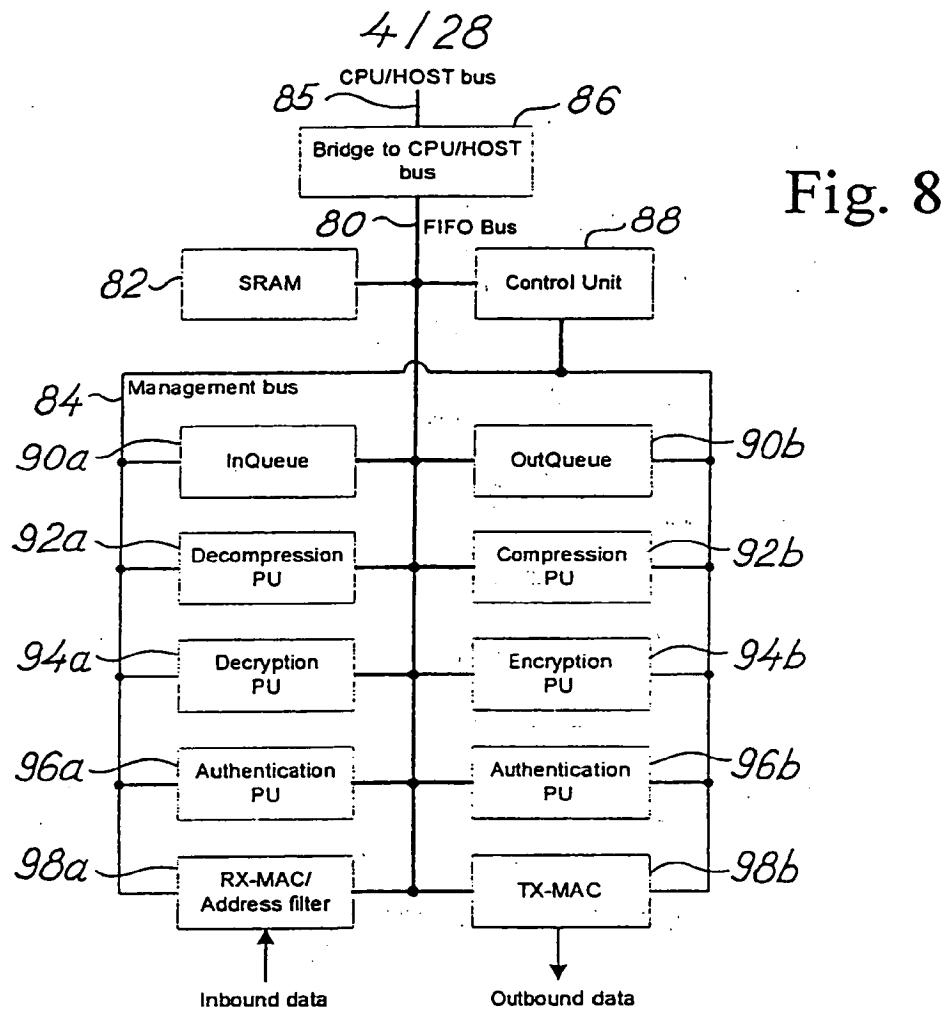 4/28
CPU/HOST bus
85
86
Bridge to CPU/HOST
bus
Fig. 8
80
FIFO Bus
88
82
SRAM
Control Unit
84
Management bus
90a
InQueue
OutQueue
90b
92a
Decompression
PU
Compression
PU
92b
94a
Decryption
PU
Encryption
PU
94b
96a
Authentication
PU
Authentication
PU
96b
98a
RX-MAC/
Address filter
TX-MAC
98b
Inbound data
Outbound data